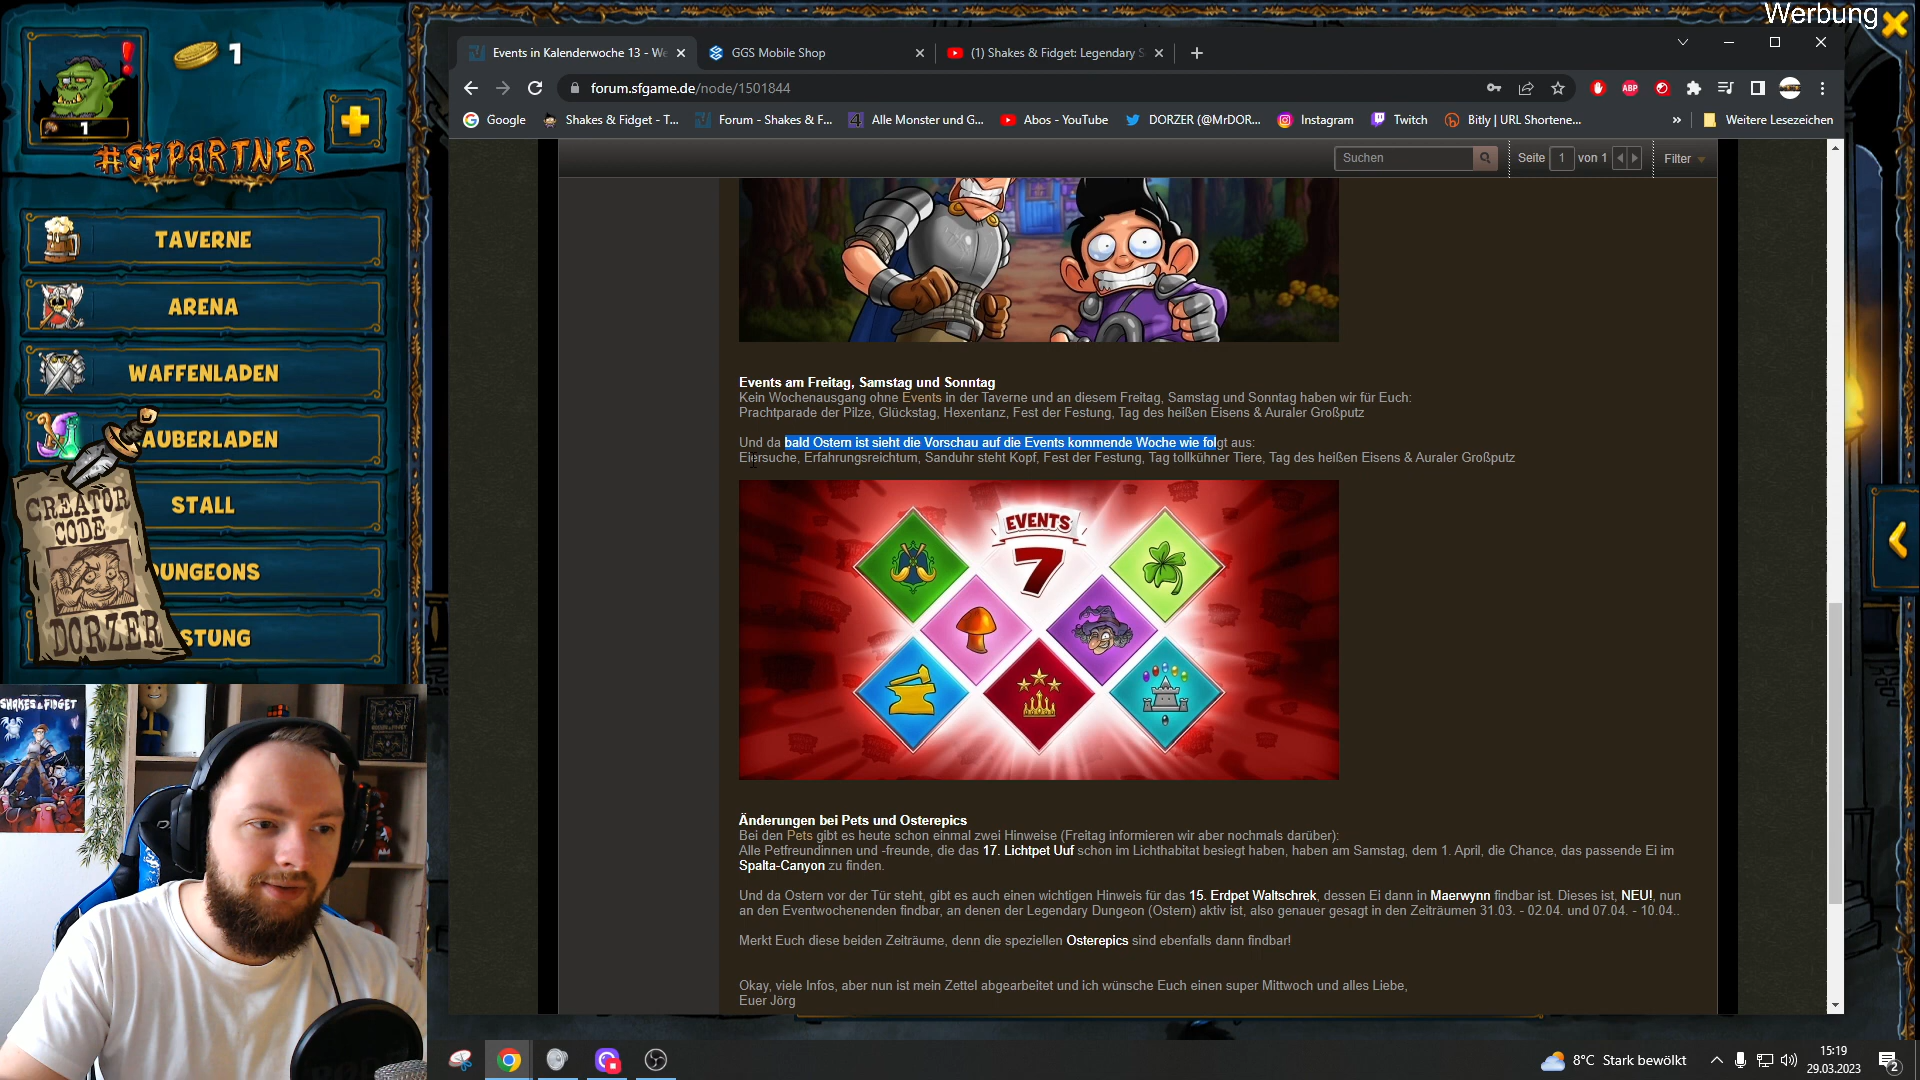 Werbung
1
1
#SFPARTNER
TAVERNE
ARENA
WAFFENLADEN
AUBERLADEN
STALL
UNGEONS
STUNG
CREATOR
CODE
DORZER
SHAKES & FIDGET
Events in Kalenderwoche 13 - We
GGS Mobile Shop
(1) Shakes & Fidget: Legendary S
forum.sfgame.de/node/1501844
ABP
Google
Shakes & Fidget - T...
Forum - Shakes & F...
Alle Monster und G...
Abos - YouTube
DORZER (@MrDOR...
Instagram
Twitch
Bitly | URL Shortene...
»
Weitere Lesezeichen
Suchen
Seite 1 von 1
Filter
Events am Freitag, Samstag und Sonntag
Kein Wochenausgang ohne Events in der Taverne und an diesem Freitag, Samstag und Sonntag haben wir für Euch:
Prachtparade der Pilze, Glückstag, Hexentanz, Fest der Festung, Tag des heißen Eisens & Auraler Großputz
Und da bald Ostern ist sieht die Vorschau auf die Events kommende Woche wie folgt aus:
Eiersuche, Erfahrungsreichtum, Sanduhr steht Kopf, Fest der Festung, Tag tollkühner Tiere, Tag des heißen Eisens & Auraler Großputz
EVENTS
7
Änderungen bei Pets und Osterepics
Bei den Pets gibt es heute schon einmal zwei Hinweise (Freitag informieren wir aber nochmals darüber):
Alle Petfreundinnen und -freunde, die das 17. Lichtpet Uuf schon im Lichthabitat besiegt haben, haben am Samstag, dem 1. April, die Chance, das passende Ei im
Spalta-Canyon zu finden.
Und da Ostern vor der Tür steht, gibt es auch einen wichtigen Hinweis für das 15. Erdpet Waltschrek, dessen Ei dann in Maerwynn findbar ist. Dieses ist, NEU!, nun
an den Eventwochenenden findbar, an denen der Legendary Dungeon (Ostern) aktiv ist, also genauer gesagt in den Zeiträumen 31.03. - 02.04. und 07.04. - 10.04..
Merkt Euch diese beiden Zeiträume, denn die speziellen Osterepics sind ebenfalls dann findbar!
Okay, viele Infos, aber nun ist mein Zettel abgearbeitet und ich wünsche Euch einen super Mittwoch und alles Liebe,
Euer Jörg
8°C Stark bewölkt
15:19
29.03.2023
2